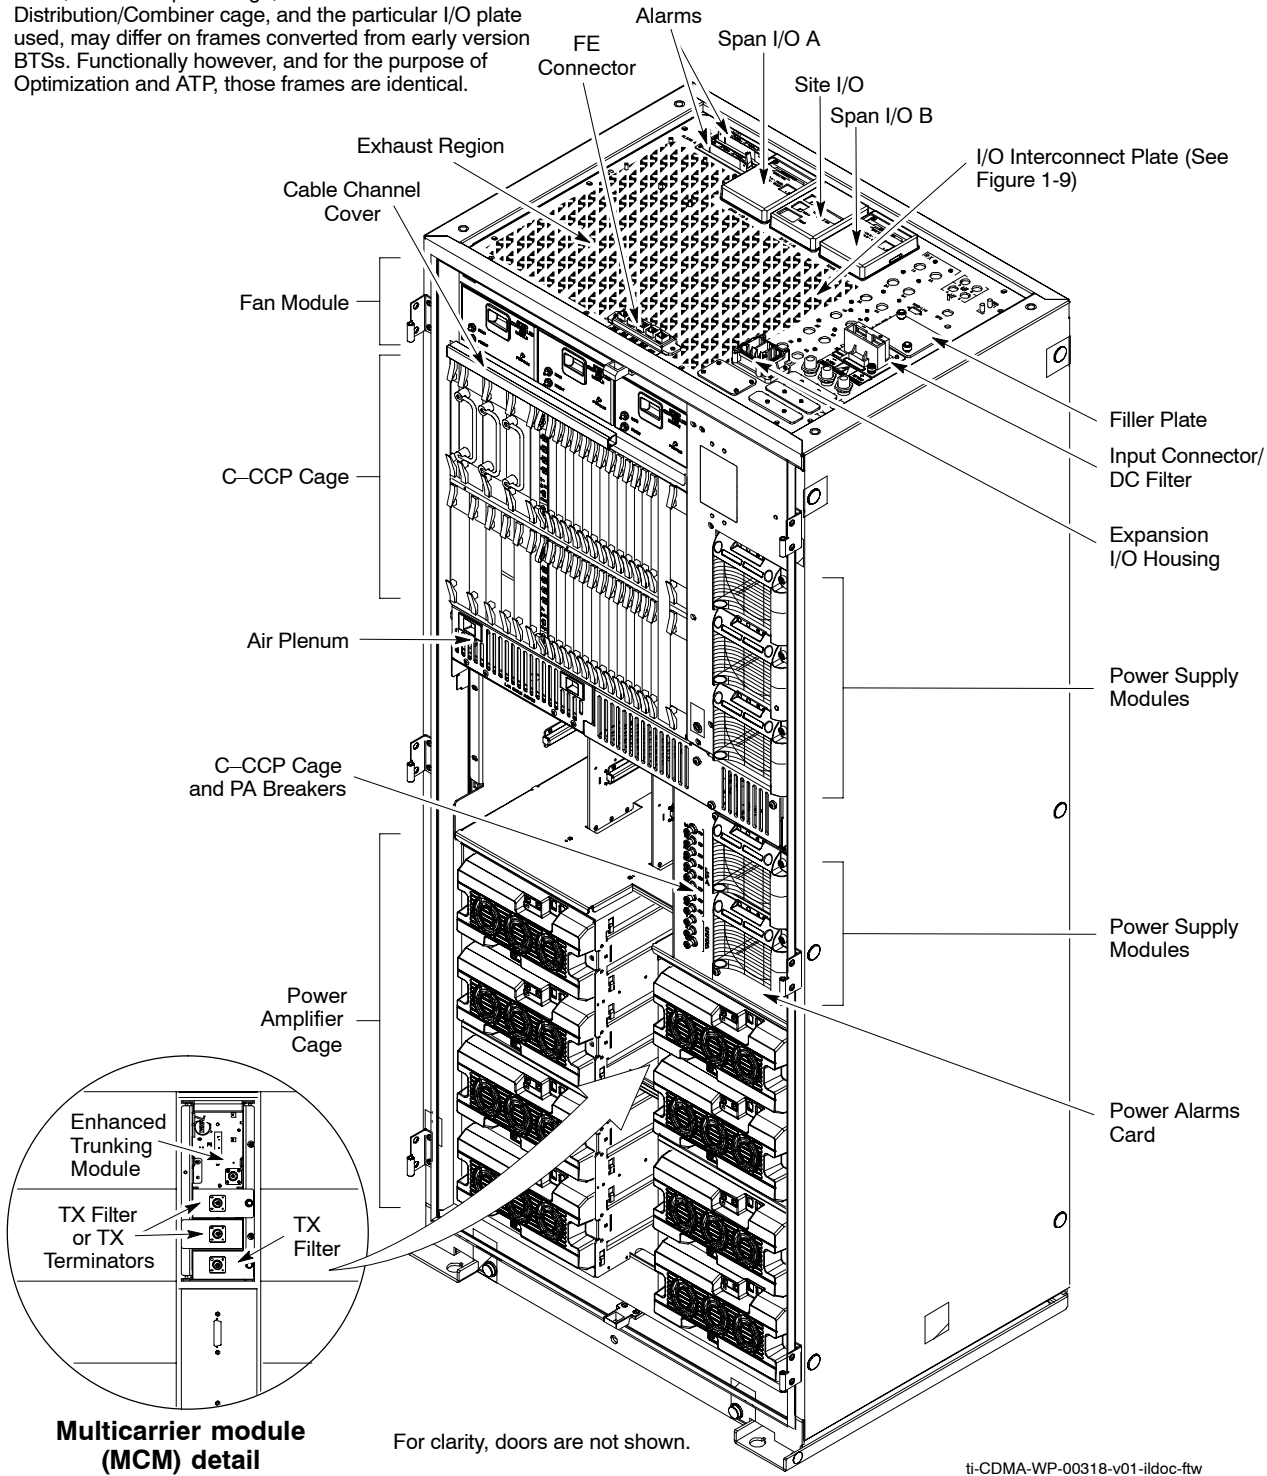 Distribution/Combiner cage, and the particular I/O plate
used, may differ on frames converted from early version
BTSs. Functionally however, and for the purpose of
Optimization and ATP, those frames are identical.
Alarms
FE
Connector
Span I/O A
Site I/O
Span I/O B
Exhaust Region
I/O Interconnect Plate (See
Figure 1-9)
Cable Channel
Cover
Fan Module
Filler Plate
Input Connector/
DC Filter
C–CCP Cage
Expansion
I/O Housing
Air Plenum
Power Supply
Modules
C–CCP Cage
and PA Breakers
Power Supply
Modules
Power
Amplifier
Cage
Power Alarms
Card
Enhanced
Trunking
Module
TX Filter
or TX
Terminators
TX
Filter
Multicarrier module
(MCM) detail
For clarity, doors are not shown.
ti-CDMA-WP-00318-v01-ildoc-ftw